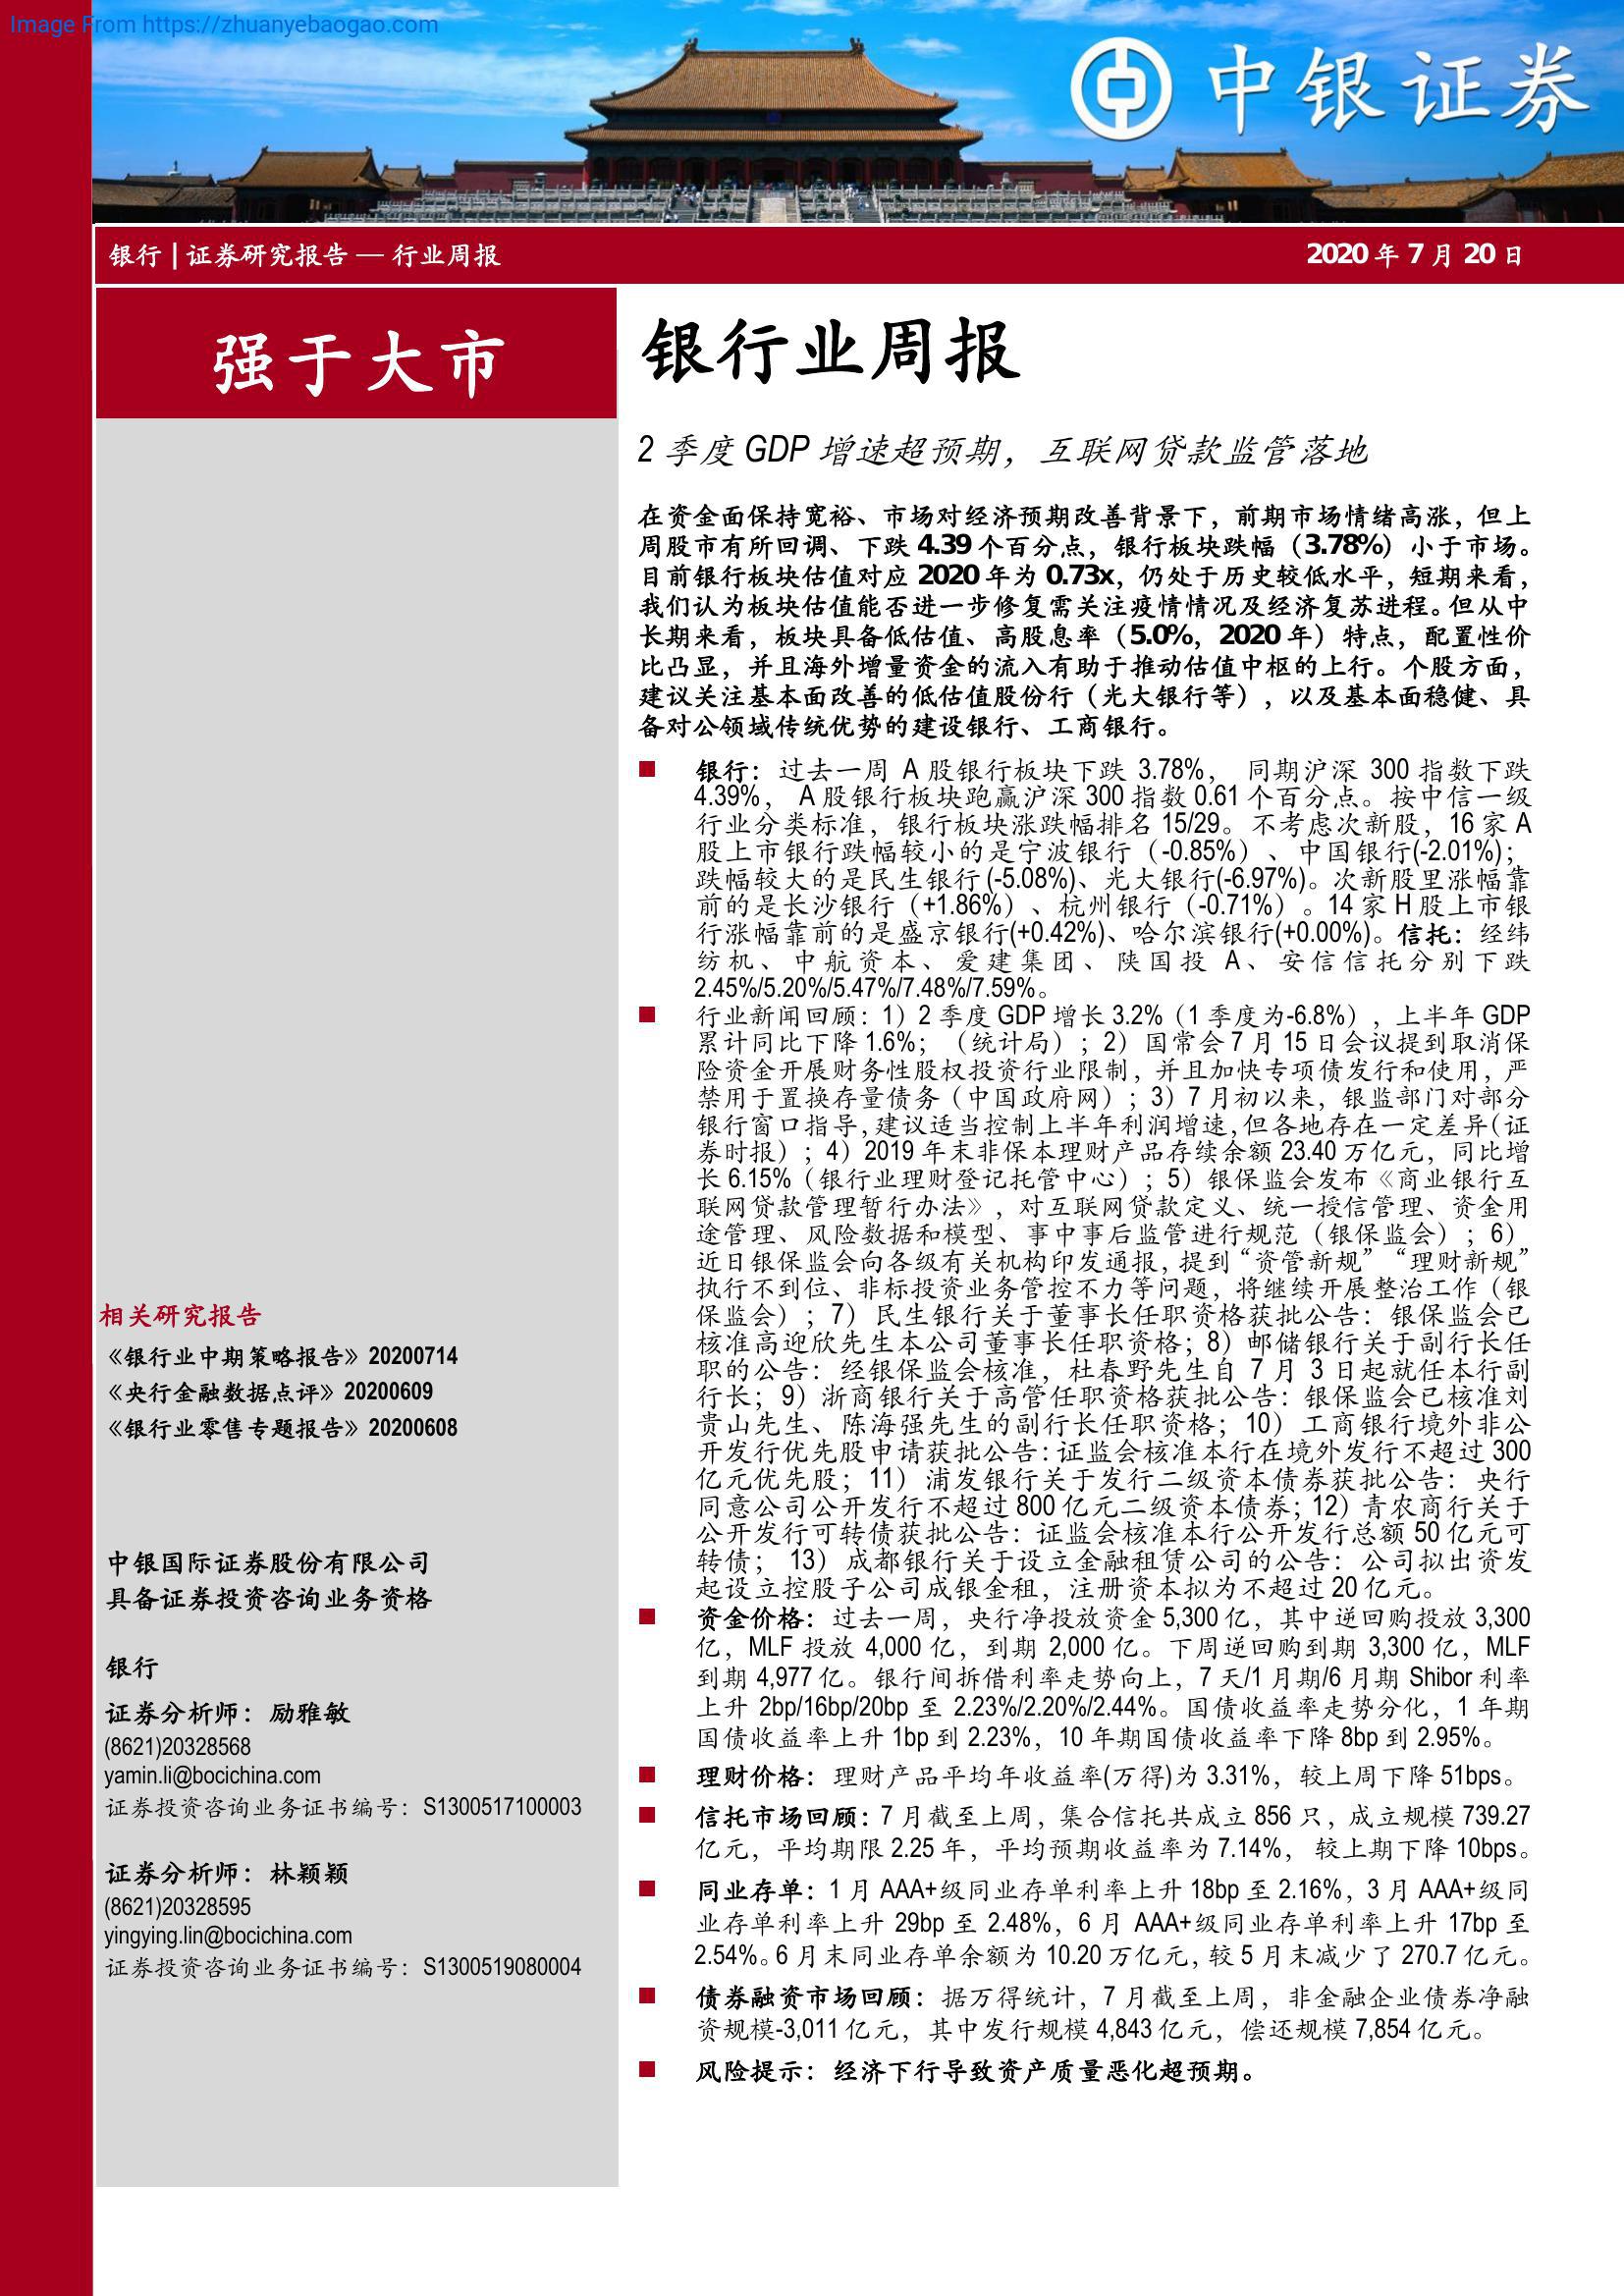 Image From https://zhuanyebaogao.com
中银证券
银行 | 证券研究报告 — 行业周报
2020 年 7 月 20 日
强于大市
银行业周报
2 季度 GDP 增速超预期，互联网贷款监管落地
在资金面保持宽裕、市场对经济预期改善背景下，前期市场情绪高涨，但上
周股市有所回调、下跌 4.39 个百分点，银行板块跌幅（3.78%）小于市场。
目前银行板块估值对应 2020 年为 0.73x，仍处于历史较低水平，短期来看，
我们认为板块估值能否进一步修复需关注疫情情况及经济复苏进程。但从中
长期来看，板块具备低估值、高股息率（5.0%，2020 年）特点，配置性价
比凸显，并且海外增量资金的流入有助于推动估值中枢的上行。个股方面，
建议关注基本面改善的低估值股份行（光大银行等），以及基本面稳健、具
备对公领域传统优势的建设银行、工商银行。
银行：过去一周 A 股银行板块下跌 3.78%， 同期沪深 300 指数下跌
4.39%， A 股银行板块跑赢沪深 300 指数 0.61 个百分点。按中信一级
行业分类标准，银行板块涨跌幅排名 15/29。不考虑次新股，16 家 A
股上市银行跌幅较小的是宁波银行（-0.85%）、中国银行(-2.01%)；
跌幅较大的是民生银行 (-5.08%)、光大银行(-6.97%)。次新股里涨幅靠
前的是长沙银行（+1.86%）、杭州银行（-0.71%）。14 家 H 股上市银
行涨幅靠前的是盛京银行(+0.42%)、哈尔滨银行(+0.00%)。信托：经纬
纺机、中航资本、爱建集团、陕国投 A、安信信托分别下跌
2.45%/5.20%/5.47%/7.48%/7.59%。
行业新闻回顾：1）2 季度 GDP 增长 3.2%（1 季度为-6.8%），上半年 GDP
累计同比下降 1.6%；（统计局）；2）国常会 7 月 15 日会议提到取消保
险资金开展财务性股权投资行业限制，并且加快专项债发行和使用，严
禁用于置换存量债务（中国政府网）；3）7 月初以来，银监部门对部分
银行窗口指导，建议适当控制上半年利润增速，但各地存在一定差异(证
券时报）；4）2019 年末非保本理财产品存续余额 23.40 万亿元，同比增
长 6.15%（银行业理财登记托管中心）；5）银保监会发布《商业银行互
联网贷款管理暂行办法》，对互联网贷款定义、统一授信管理、资金用
途管理、风险数据和模型、事中事后监管进行规范（银保监会）；6）
近日银保监会向各级有关机构印发通报，提到“资管新规”“理财新规”
执行不到位、非标投资业务管控不力等问题，将继续开展整治工作（银
保监会）；7）民生银行关于董事长任职资格获批公告：银保监会已
核准高迎欣先生本公司董事长任职资格；8）邮储银行关于副行长任
职的公告：经银保监会核准，杜春野先生自 7 月 3 日起就任本行副
行长；9）浙商银行关于高管任职资格获批公告：银保监会已核准刘
贵山先生、陈海强先生的副行长任职资格；10）工商银行境外非公
开发行优先股申请获批公告：证监会核准本行在境外发行不超过 300
亿元优先股；11）浦发银行关于发行二级资本债券获批公告：央行
同意公司公开发行不超过 800 亿元二级资本债券；12）青农商行关于
公开发行可转债获批公告：证监会核准本行公开发行总额 50 亿元可
转债； 13）成都银行关于设立金融租赁公司的公告：公司拟出资发
起设立控股子公司成银金租，注册资本拟为不超过 20 亿元。
资金价格：过去一周，央行净投放资金 5,300 亿，其中逆回购投放 3,300
亿，MLF 投放 4,000 亿，到期 2,000 亿。下周逆回购到期 3,300 亿，MLF
到期 4,977 亿。银行间拆借利率走势向上，7 天/1 月期/6 月期 Shibor 利率
上升 2bp/16bp/20bp 至 2.23%/2.20%/2.44%。国债收益率走势分化，1 年期
国债收益率上升 1bp 到 2.23%，10 年期国债收益率下降 8bp 到 2.95%。
理财价格：理财产品平均年收益率(万得)为 3.31%，较上周下降 51bps。
信托市场回顾：7 月截至上周，集合信托共成立 856 只，成立规模 739.27
亿元，平均期限 2.25 年，平均预期收益率为 7.14%， 较上期下降 10bps。
同业存单：1 月 AAA+级同业存单利率上升 18bp 至 2.16%，3 月 AAA+级同
业存单利率上升 29bp 至 2.48%，6 月 AAA+级同业存单利率上升 17bp 至
2.54%。6 月末同业存单余额为 10.20 万亿元，较 5 月末减少了 270.7 亿元。
债券融资市场回顾：据万得统计，7 月截至上周，非金融企业债券净融
资规模-3,011 亿元，其中发行规模 4,843 亿元，偿还规模 7,854 亿元。
风险提示：经济下行导致资产质量恶化超预期。
相关研究报告
《银行业中期策略报告》20200714
《央行金融数据点评》20200609
《银行业零售专题报告》20200608
中银国际证券股份有限公司
具备证券投资咨询业务资格
银行
证券分析师：励雅敏
(8621)20328568
yamin.li@bocichina.com
证券投资咨询业务证书编号：S1300517100003
证券分析师：林颖颖
(8621)20328595
yingying.lin@bocichina.com
证券投资咨询业务证书编号：S1300519080004